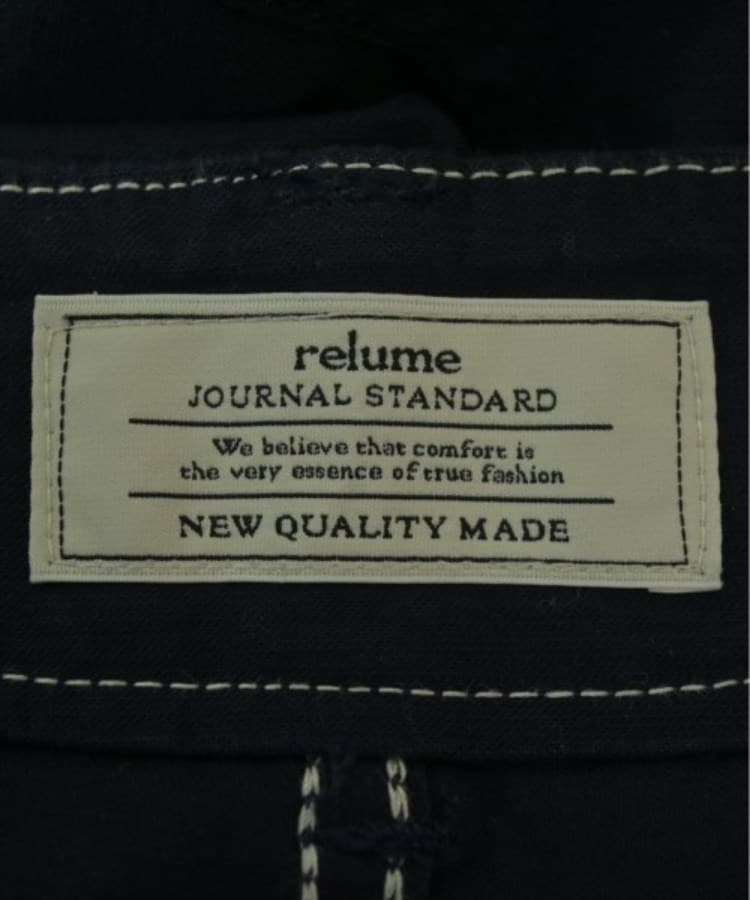 relume
JOURNAL STANDARD
We believe that comfort is
the very essence of true fashion
NEW QUALITY MADE